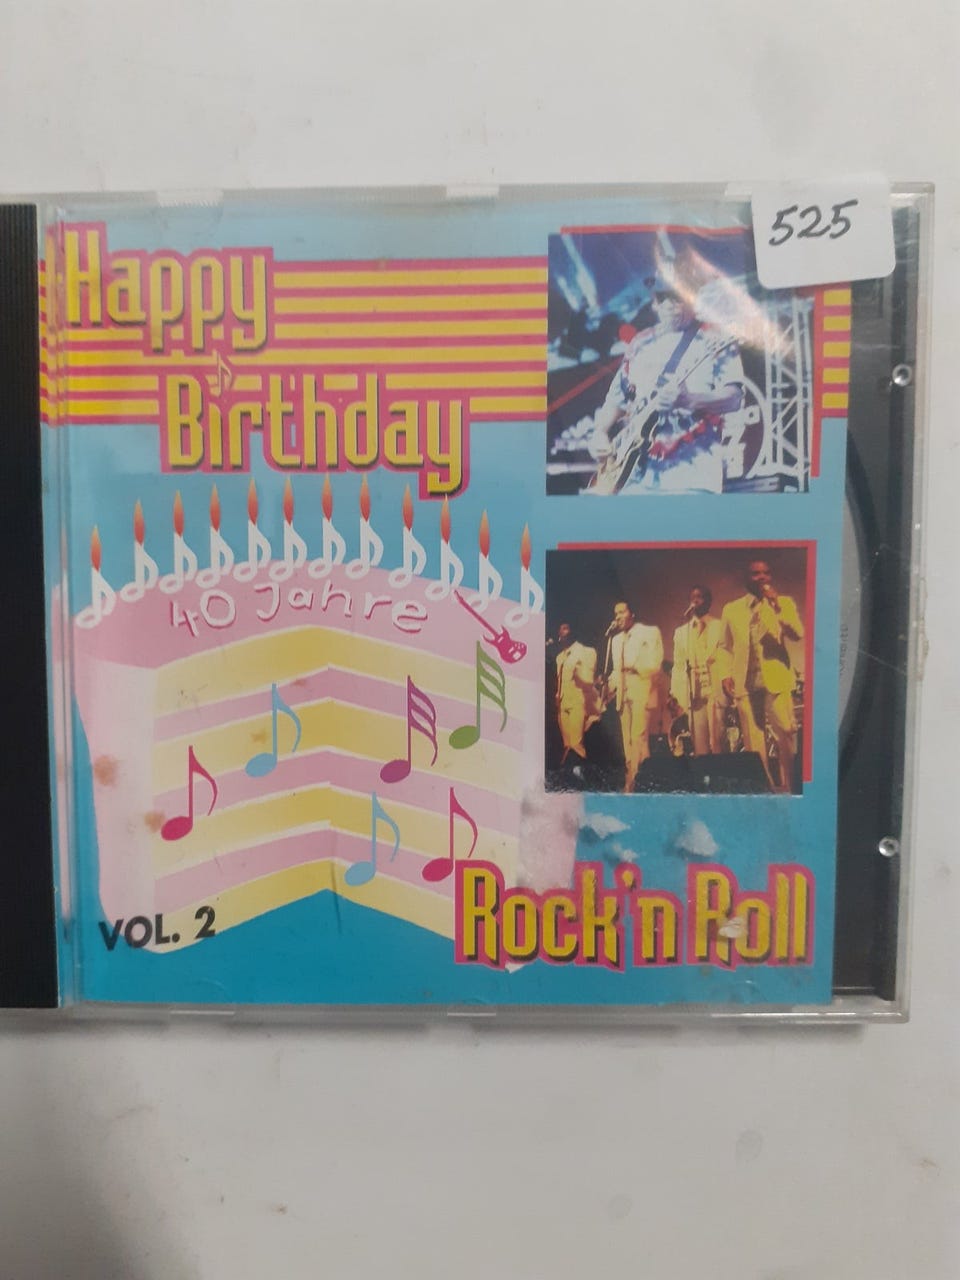 525
Happy
Birthday
40 Jahre
VOL. 2
Rock'n Roll